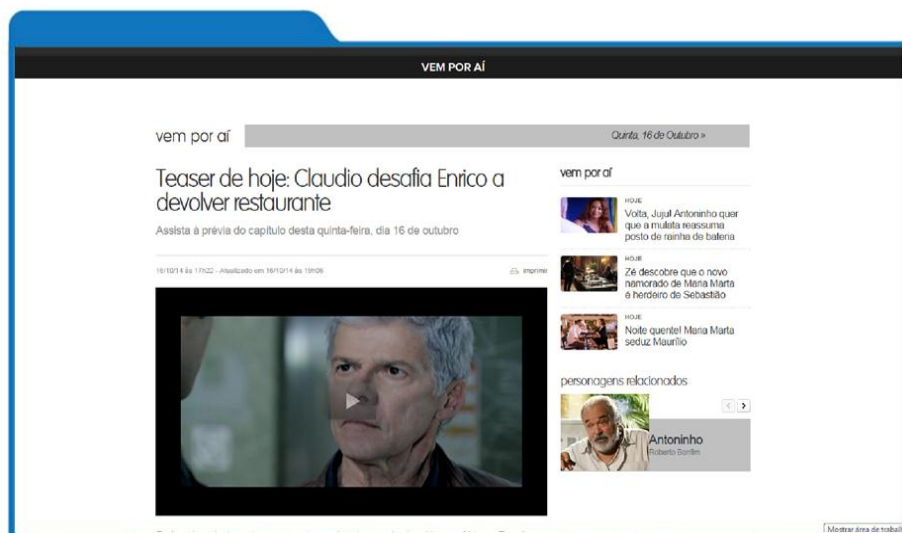 VEM POR AÍ
vem por aí
Quinta, 16 de Outubro »
Teaser de hoje: Claudio desafia Enrico a
devolver restaurante
Assista à prévia do capítulo desta quinta-feira, dia 16 de outubro
16/10/14 às 17h22 - Atualizado em 16/10/14 às 19h06
imprimir
vem por aí
HOJE
Volta, Juju! Antoninho quer
que a mulata reassuma
posto de rainha de bateria
HOJE
Zé descobre que o novo
namorado de Maria Marta
é herdeiro de Sebastião
HOJE
Noite quente! Maria Marta
seduz Maurílio
personagens relacionados
Antoninho
Roberto Bonfim
Mostrar área de trabal